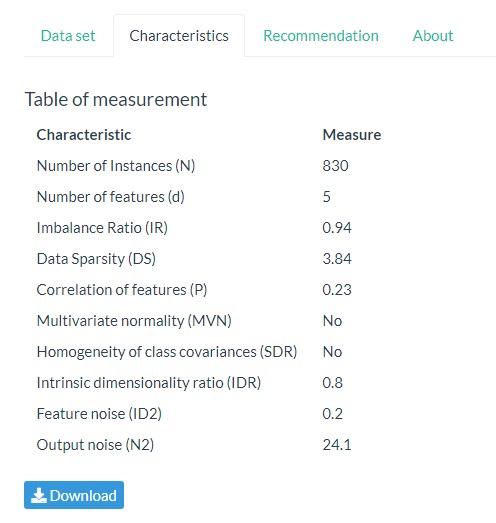 Data set Characteristics Recommendation About
Table of measurement
Characteristic Measure
Number of Instances (N) 830
Number of features (d) 5
Imbalance Ratio (IR) 0.94
Data Sparsity (DS) 3.84
Correlation of features (P) 0.23
Multivariate normality (MVN) No
Homogeneity of class covariances (SDR) No
Intrinsic dimensionality ratio (IDR) 0.8
Feature noise (ID2) 0.2
Output noise (N2) 24.1
Download